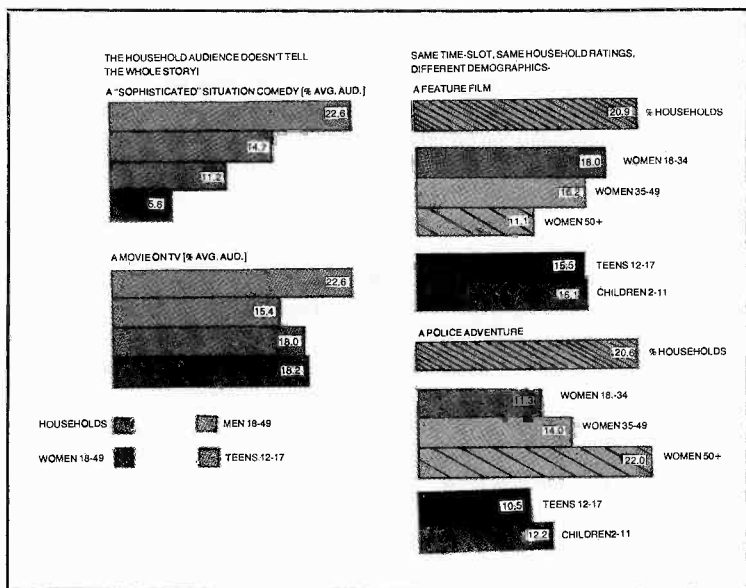 THE HOUSEHOLD AUDIENCE DOESN'T TELL
THE WHOLE STORY!
A "SOPHISTICATED" SITUATION COMEDY [% AVG. AUD.]
22.6
14.7
11.2
5.6
A MOVIE ON TV [% AVG. AUD.]
22.6
15.4
18.0
18.2
HOUSEHOLDS
MEN 18-49
WOMEN 18-49
TEENS 12-17
SAME TIME-SLOT, SAME HOUSEHOLD RATINGS,
DIFFERENT DEMOGRAPHICS-
A FEATURE FILM
20.9 % HOUSEHOLDS
18.0 WOMEN 18-34
16.2 WOMEN 35-49
11.1 WOMEN 50+
15.5 TEENS 12-17
16.1 CHILDREN 2-11
A POLICE ADVENTURE
20.6 % HOUSEHOLDS
11.3 WOMEN 18.-34
14.0 WOMEN 35-49
22.0 WOMEN 50+
10.5 TEENS 12-17
12.2 CHILDREN 2-11